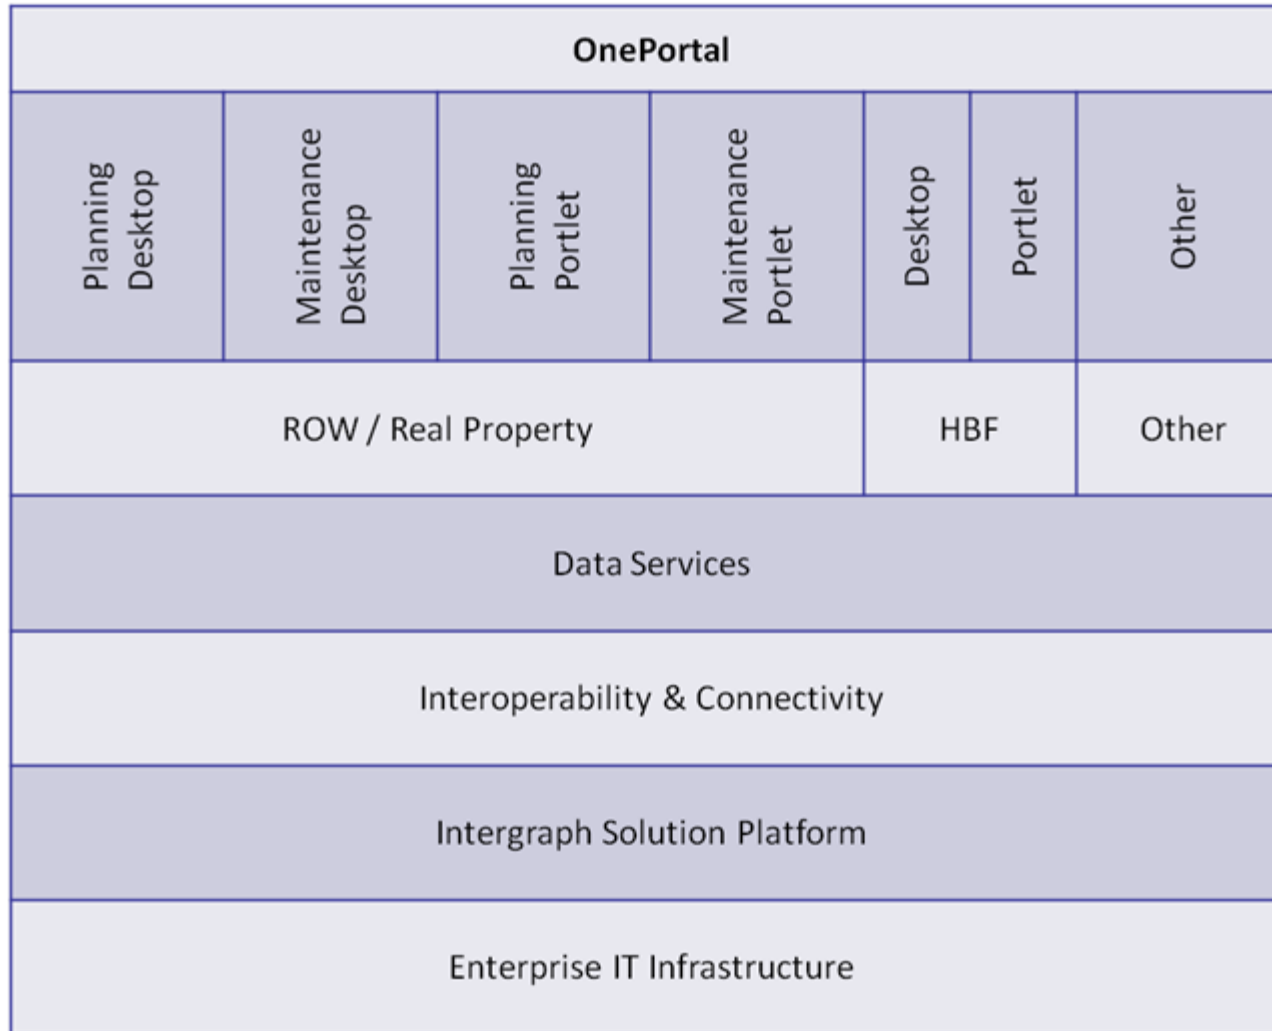 OnePortal
Planning
Desktop
Maintenance
Desktop
Planning
Portlet
Maintenance
Portlet
Desktop
Portlet
Other
ROW / Real Property
HBF
Other
Data Services
Interoperability & Connectivity
Intergraph Solution Platform
Enterprise IT Infrastructure